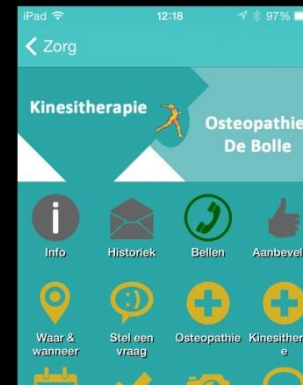 iPad 12:18 97%
Zorg
Kinesitherapie
Osteopathie
De Bolle
Info Historiek Bellen Aanbevel
Waar &
wanneer
Stel een
vraag
Osteopathie
Kinesither
e